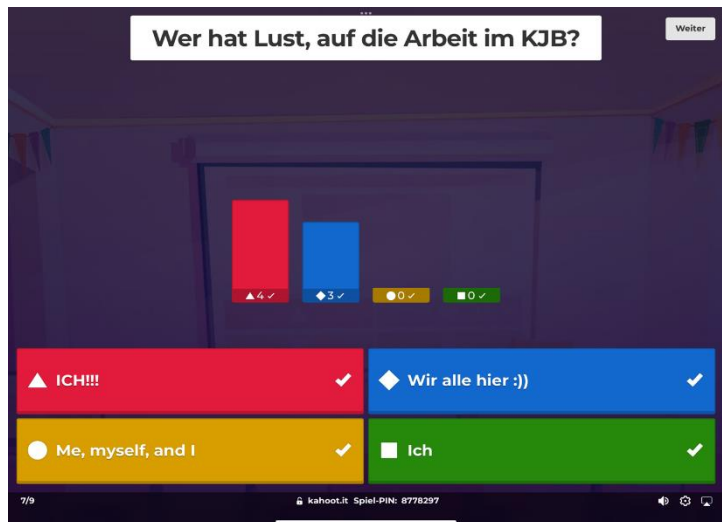 Wer hat Lust, auf die Arbeit im KJB?
Weiter
4
3
0
0
ICH!!!
Wir alle hier :))
Me, myself, and I
Ich
7/9
kahoot.it Spiel-PIN: 8778297